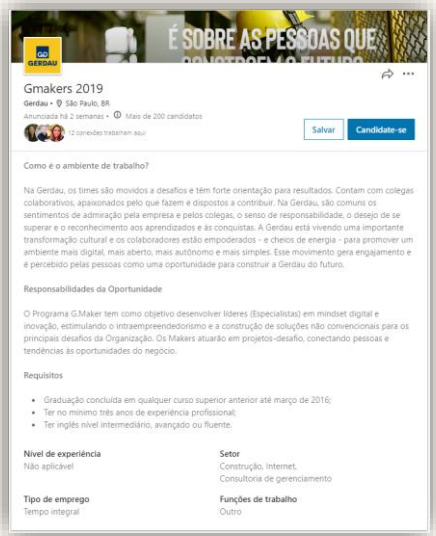 É SOBRE AS PESSOAS QUE
CONSTROEM O FUTURO
GERDAU
Gmakers 2019
Gerdau • São Paulo, BR
Anunciada há 2 semanas • Mais de 200 candidatos
12 conexões trabalham aqui
Salvar
Candidate-se
Como é o ambiente de trabalho?
Na Gerdau, os times são movidos a desafios e têm forte orientação para resultados. Contam com colegas
colaborativos, apaixonados pelo que fazem e dispostos a contribuir. Na Gerdau, são comuns os
sentimentos de admiração pela empresa e pelos colegas, o senso de responsabilidade, o desejo de se
superar e o reconhecimento aos aprendizados e às conquistas. A Gerdau está vivendo uma importante
transformação cultural e os colaboradores estão empoderados - e cheios de energia - para promover um
ambiente mais digital, mais aberto, mais autônomo e mais simples. Esse movimento gera engajamento e
é percebido pelas pessoas como uma oportunidade para construir a Gerdau do futuro.
Responsabilidades da Oportunidade
O Programa G.Maker tem como objetivo desenvolver líderes (Especialistas) em mindset digital e
inovação, estimulando o intraempreendedorismo e a construção de soluções não convencionais para os
principais desafios da Organização. Os Makers atuarão em projetos-desafio, conectando pessoas e
tendências às oportunidades do negócio.
Requisitos
• Graduação concluída em qualquer curso superior anterior até março de 2016;
• Ter no mínimo três anos de experiência profissional;
• Ter inglês nível intermediário, avançado ou fluente.
Nível de experiência
Não aplicável
Setor
Construção, Internet,
Consultoria de gerenciamento
Tipo de emprego
Tempo integral
Funções de trabalho
Outro